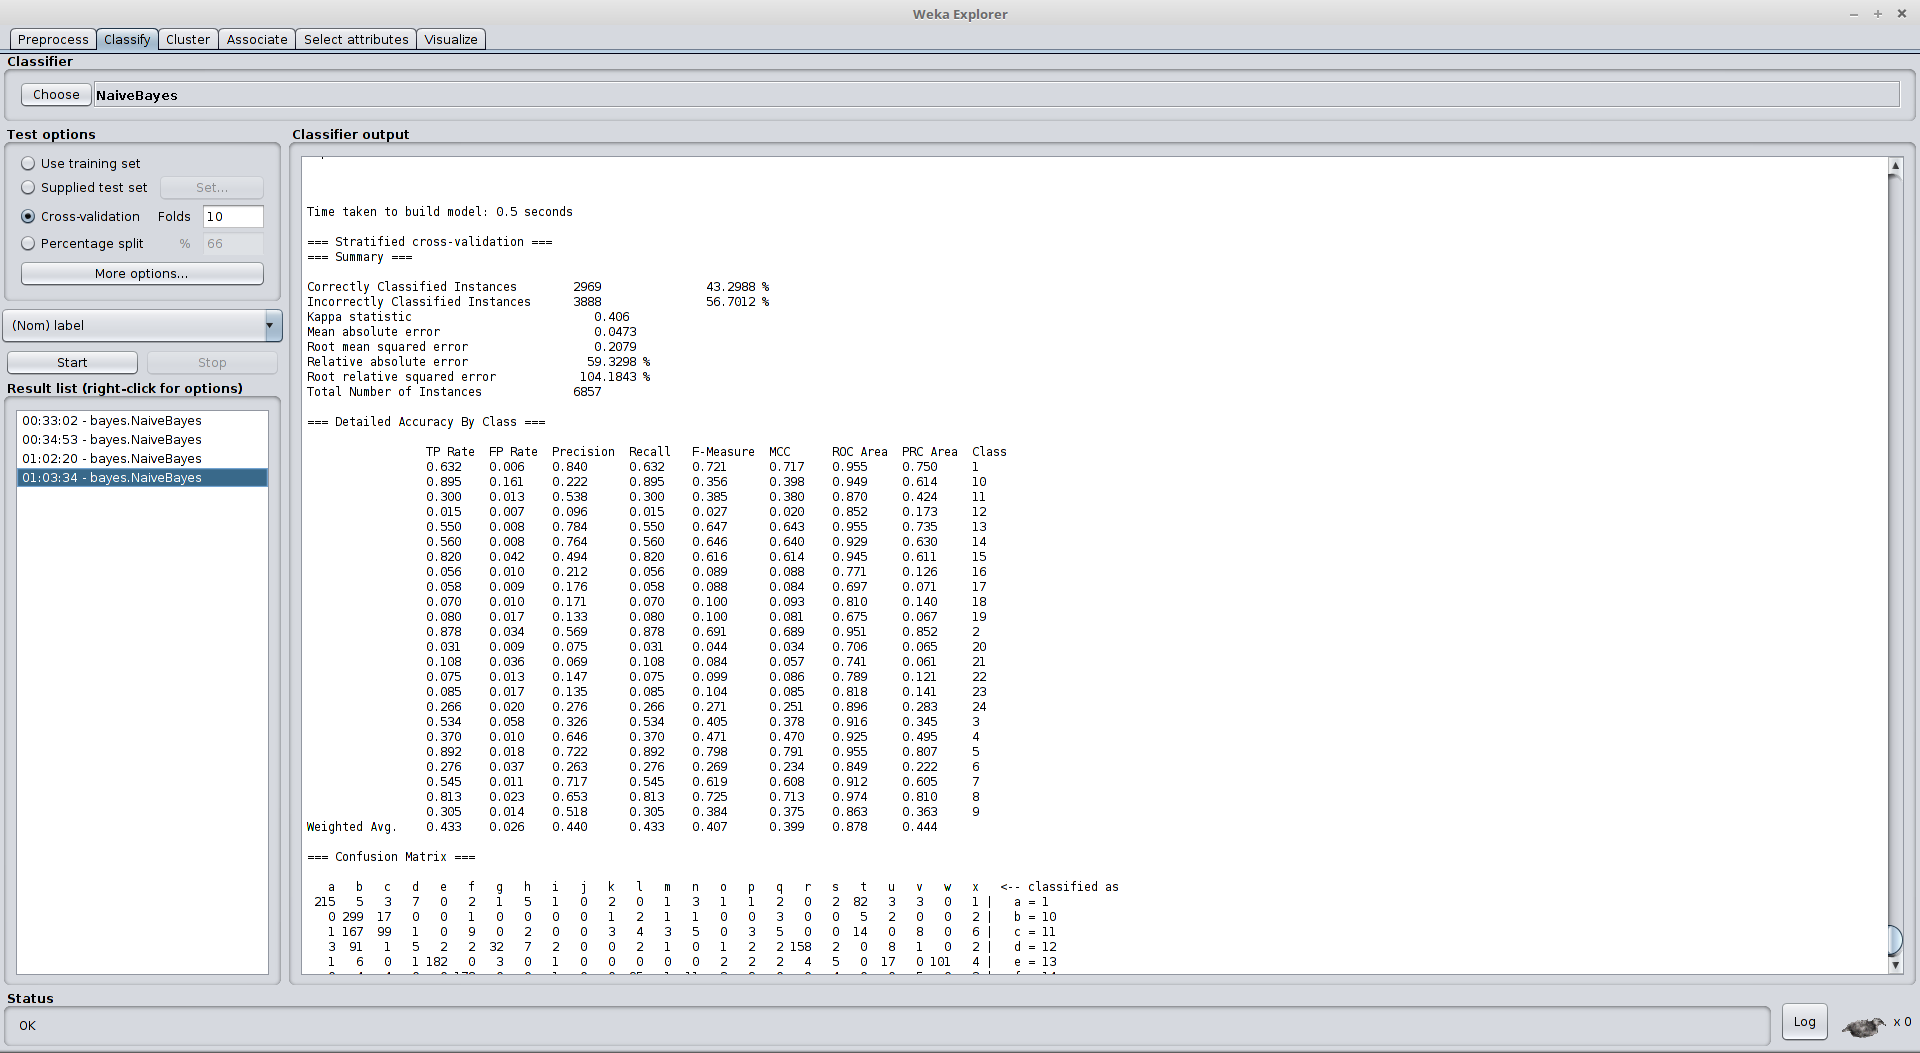 Weka Explorer
Preprocess Classify Cluster Associate Select attributes Visualize
Classifier
Choose NaiveBayes
Test options
Use training set
Supplied test set Set...
Cross-validation Folds 10
Percentage split % 66
More options...
(Nom) label
Start Stop
Result list (right-click for options)
00:33:02 - bayes.NaiveBayes
00:34:53 - bayes.NaiveBayes
01:02:20 - bayes.NaiveBayes
01:03:34 - bayes.NaiveBayes
Classifier output
Time taken to build model: 0.5 seconds
=== Stratified cross-validation ===
=== Summary ===
Correctly Classified Instances 2969 43.2988 %
Incorrectly Classified Instances 3888 56.7012 %
Kappa statistic 0.406
Mean absolute error 0.0473
Root mean squared error 0.2079
Relative absolute error 59.3298 %
Root relative squared error 104.1843 %
Total Number of Instances 6857
=== Detailed Accuracy By Class ===
TP Rate FP Rate Precision Recall F-Measure MCC ROC Area PRC Area Class
0.632 0.006 0.840 0.632 0.721 0.717 0.955 0.750 1
0.895 0.161 0.222 0.895 0.356 0.398 0.949 0.614 10
0.300 0.013 0.538 0.300 0.385 0.380 0.870 0.424 11
0.015 0.007 0.096 0.015 0.027 0.020 0.852 0.173 12
0.550 0.008 0.784 0.550 0.647 0.643 0.955 0.735 13
0.560 0.008 0.764 0.560 0.646 0.640 0.929 0.630 14
0.820 0.042 0.494 0.820 0.616 0.614 0.945 0.611 15
0.056 0.010 0.212 0.056 0.089 0.088 0.771 0.126 16
0.058 0.009 0.176 0.058 0.088 0.084 0.697 0.071 17
0.070 0.010 0.171 0.070 0.100 0.093 0.810 0.140 18
0.080 0.017 0.133 0.080 0.100 0.081 0.675 0.067 19
0.878 0.034 0.569 0.878 0.691 0.689 0.951 0.852 2
0.031 0.009 0.075 0.031 0.044 0.034 0.706 0.065 20
0.108 0.036 0.069 0.108 0.084 0.057 0.741 0.061 21
0.075 0.013 0.147 0.075 0.099 0.086 0.789 0.121 22
0.085 0.017 0.135 0.085 0.104 0.085 0.818 0.141 23
0.266 0.020 0.276 0.266 0.271 0.251 0.896 0.283 24
0.534 0.058 0.326 0.534 0.405 0.378 0.916 0.345 3
0.370 0.010 0.646 0.370 0.471 0.470 0.925 0.495 4
0.892 0.018 0.722 0.892 0.798 0.791 0.955 0.807 5
0.276 0.037 0.263 0.276 0.269 0.234 0.849 0.222 6
0.545 0.011 0.717 0.545 0.619 0.608 0.912 0.605 7
0.813 0.023 0.653 0.813 0.725 0.713 0.974 0.810 8
0.305 0.014 0.518 0.305 0.384 0.375 0.863 0.363 9
Weighted Avg. 0.433 0.026 0.440 0.433 0.407 0.399 0.878 0.444
=== Confusion Matrix ===
a b c d e f g h i j k l m n o p q r s t u v w x <-- classified as
215 5 3 7 0 2 1 5 1 0 2 0 1 3 1 1 2 0 2 82 3 3 0 1 | a = 1
0 299 17 0 0 1 0 0 0 0 1 2 1 1 0 0 3 0 0 5 2 0 0 2 | b = 10
1 167 99 1 0 9 0 2 0 0 3 4 3 5 0 3 5 0 0 14 0 8 0 6 | c = 11
3 91 1 5 2 2 32 7 2 0 0 2 1 0 1 2 2 158 2 0 8 1 0 2 | d = 12
1 6 0 1 182 0 3 0 1 0 0 0 0 0 2 2 2 4 5 0 17 0 101 4 | e = 13
Status
OK
Log
x 0